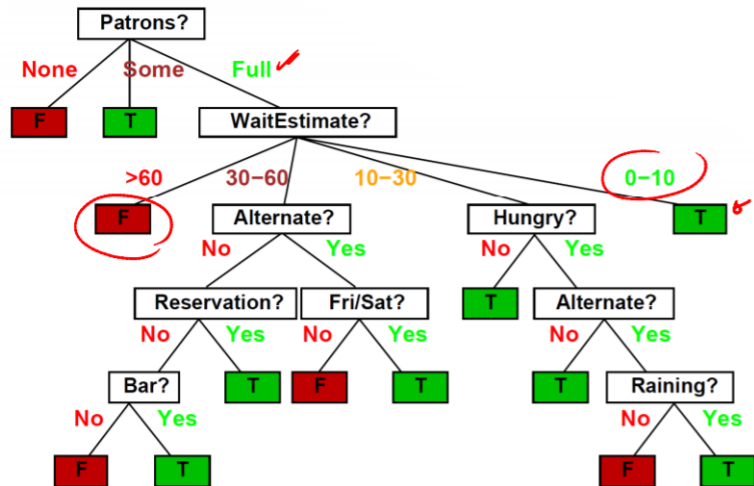 Patrons?
None Some Full
F T WaitEstimate?
>60 30−60 10−30 0−10
F Alternate? Hungry? T
No Yes No Yes
Reservation? Fri/Sat? T Alternate?
No Yes No Yes No Yes
Bar? T F T T Raining?
No Yes No Yes
F T F T